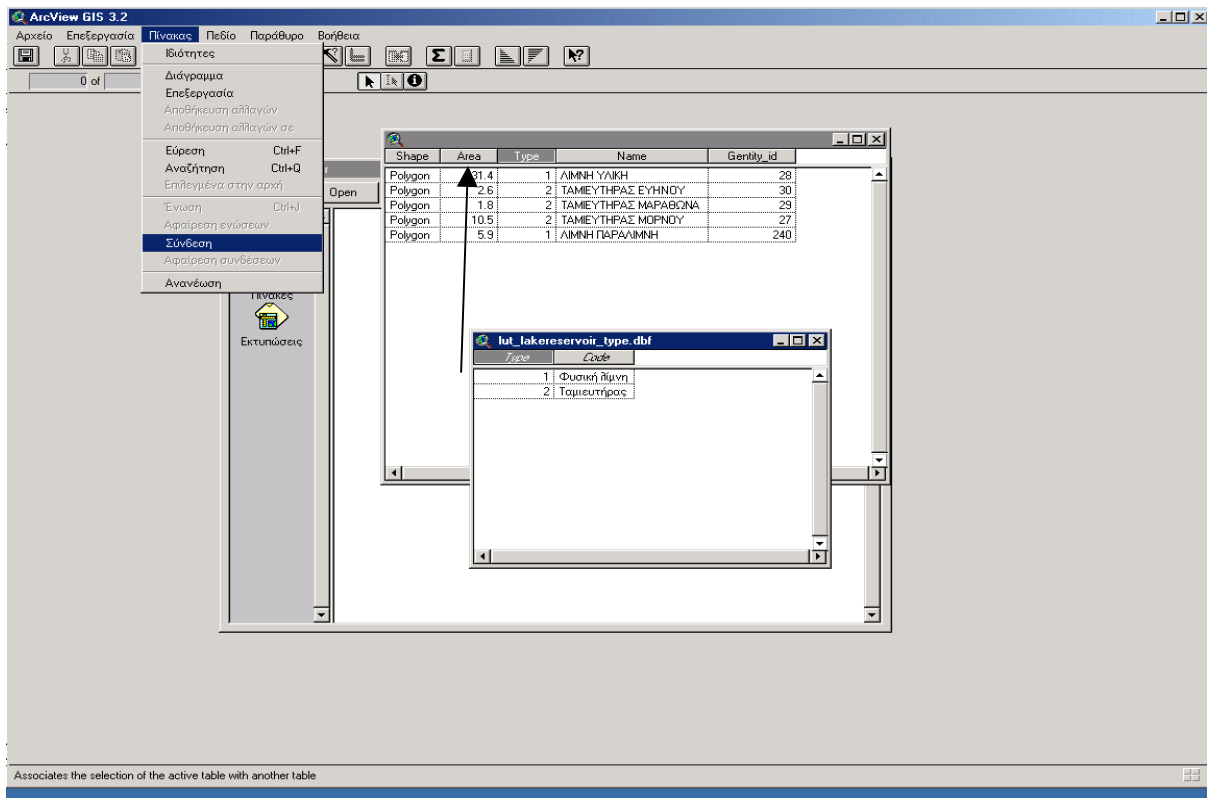 ArcView GIS 3.2
Αρχείο Επεξεργασία Πίνακας Πεδίο Παράθυρο Βοήθεια
0 of
Ιδιότητες
Διάγραμμα
Επεξεργασία
Αποθήκευση αλλαγών
Αποθήκευση αλλαγών σε
Εύρεση Ctrl+F
Αναζήτηση Ctrl+Q
Επιλεγμένα στην αρχή
Ένωση Ctrl+J
Αφαίρεση ενώσεων
Σύνδεση
Αφαίρεση συνδέσεων
Ανανέωση
Open
Πίνακες
Εκτυπώσεις
Shape Area Type Name Gentity_id
Polygon 31.4 1 ΛΙΜΝΗ ΥΛΙΚΗ 28
Polygon 2.6 2 ΤΑΜΙΕΥΤΗΡΑΣ ΕΥΗΝΟΥ 30
Polygon 1.8 2 ΤΑΜΙΕΥΤΗΡΑΣ ΜΑΡΑΘΩΝΑ 29
Polygon 10.5 2 ΤΑΜΙΕΥΤΗΡΑΣ ΜΟΡΝΟΥ 27
Polygon 5.9 1 ΛΙΜΝΗ ΠΑΡΑΛΙΜΝΗ 240
lut_lakereservoir_type.dbf
Type Code
1 Φυσική λίμνη
2 Ταμιευτήρας
Associates the selection of the active table with another table